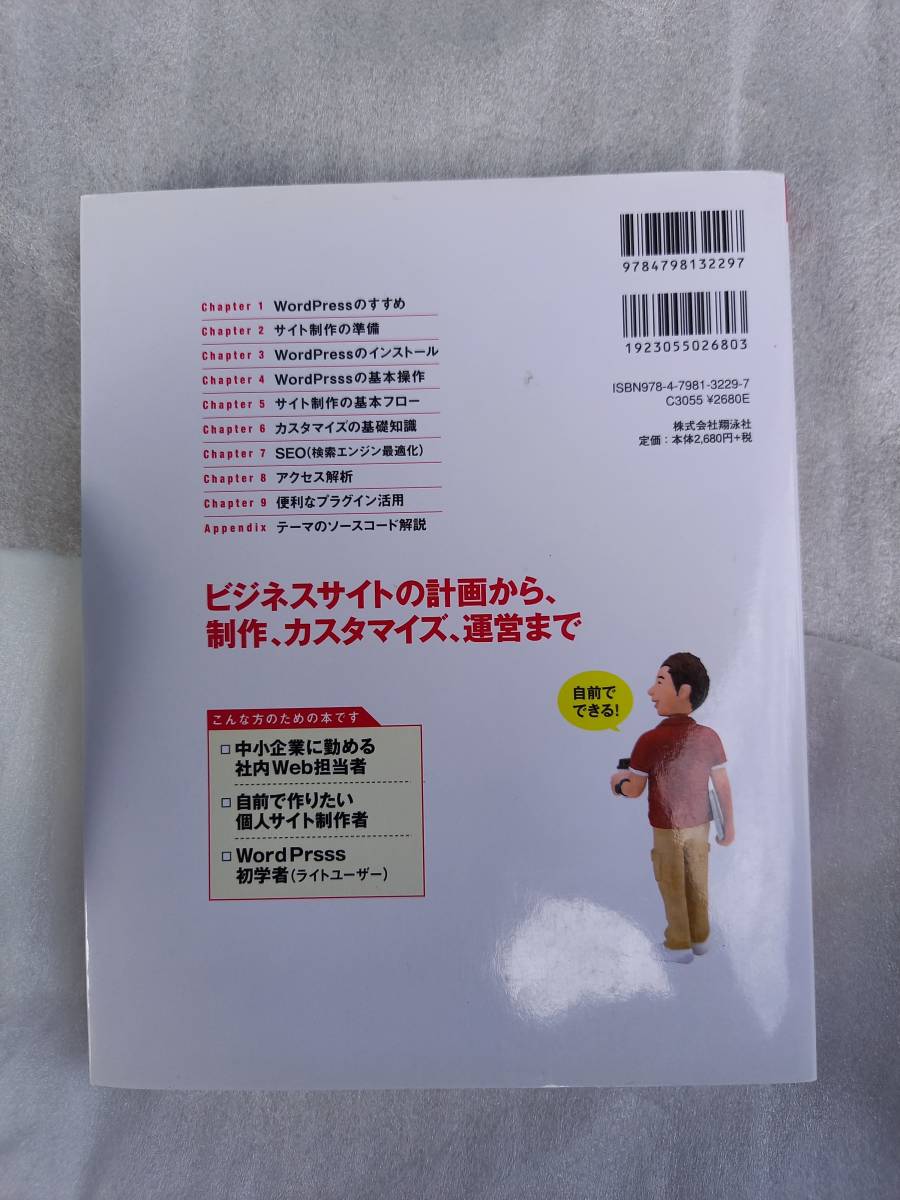 9784798132297
1923055026803
ISBN978-4-7981-3229-7
C3055 ¥2680E
株式会社翔泳社
定価：本体2,680円+税
Chapter 1 WordPressのすすめ
Chapter 2 サイト制作の準備
Chapter 3 WordPressのインストール
Chapter 4 WordPrsssの基本操作
Chapter 5 サイト制作の基本フロー
Chapter 6 カスタマイズの基礎知識
Chapter 7 SEO(検索エンジン最適化)
Chapter 8 アクセス解析
Chapter 9 便利なプラグイン活用
Appendix テーマのソースコード解説
ビジネスサイトの計画から、
制作、カスタマイズ、運営まで
自前で
できる!
こんな方のための本です
中小企業に勤める
社内Web担当者
自前で作りたい
個人サイト制作者
WordPrsss
初学者(ライトユーザー)